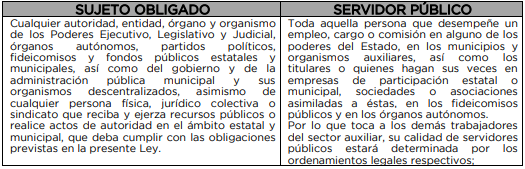 SUJETO OBLIGADO
Cualquier autoridad, entidad, órgano y organismo
de los Poderes Ejecutivo, Legislativo y Judicial,
órganos autónomos, partidos políticos,
fideicomisos y fondos públicos estatales y
municipales, así como del gobierno y de la
administración pública municipal y sus
organismos descentralizados, asimismo de
cualquier persona física, jurídico colectiva o
sindicato que reciba y ejerza recursos públicos o
realice actos de autoridad en el ámbito estatal y
municipal, que deba cumplir con las obligaciones
previstas en la presente Ley.
SERVIDOR PÚBLICO
Toda aquella persona que desempeñe un
empleo, cargo o comisión en alguno de los
poderes del Estado, en los municipios y
organismos auxiliares, así como los
titulares o quienes hagan sus veces en
empresas de participación estatal o
municipal, sociedades o asociaciones
asimiladas a éstas, en los fideicomisos
públicos y en los órganos autónomos.
Por lo que toca a los demás trabajadores
del sector auxiliar, su calidad de servidores
públicos estará determinada por los
ordenamientos legales respectivos;